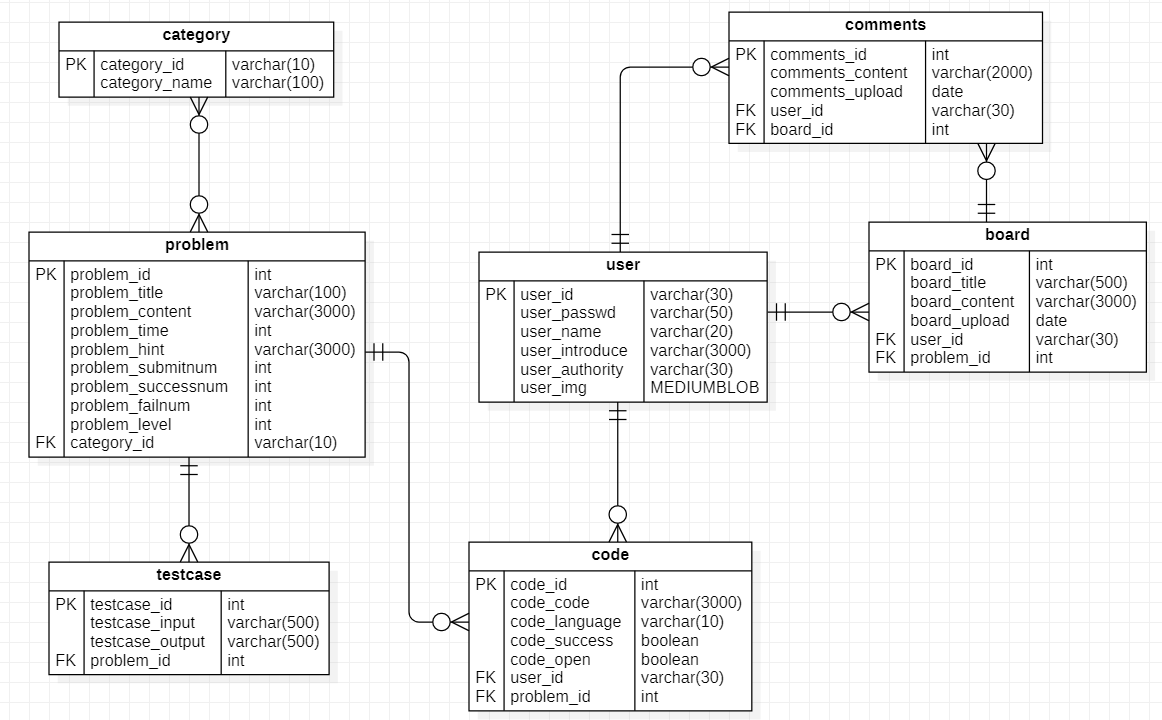 category
PK category_id varchar(10)
category_name varchar(100)
comments
PK comments_id int
comments_content varchar(2000)
comments_upload date
FK user_id varchar(30)
FK board_id int
problem
PK problem_id int
problem_title varchar(100)
problem_content varchar(3000)
problem_time int
problem_hint varchar(3000)
problem_submitnum int
problem_successnum int
problem_failnum int
problem_level int
FK category_id varchar(10)
user
PK user_id varchar(30)
user_passwd varchar(50)
user_name varchar(20)
user_introduce varchar(3000)
user_authority varchar(30)
user_img MEDIUMBLOB
board
PK board_id int
board_title varchar(500)
board_content varchar(3000)
board_upload date
FK user_id varchar(30)
FK problem_id int
testcase
PK testcase_id int
testcase_input varchar(500)
testcase_output varchar(500)
FK problem_id int
code
PK code_id int
code_code varchar(3000)
code_language varchar(10)
code_success boolean
code_open boolean
FK user_id varchar(30)
FK problem_id int